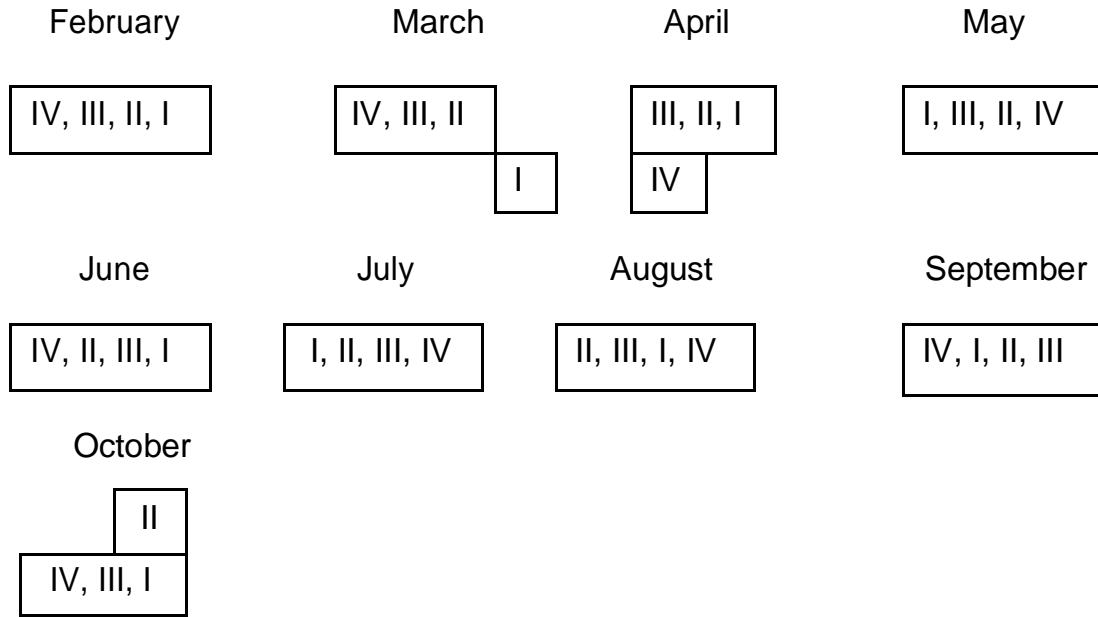 February March April May
IV, III, II, I IV, III, II III, II, I I, III, II, IV
I IV
June July August September
IV, II, III, I I, II, III, IV II, III, I, IV IV, I, II, III
October
II
IV, III, I